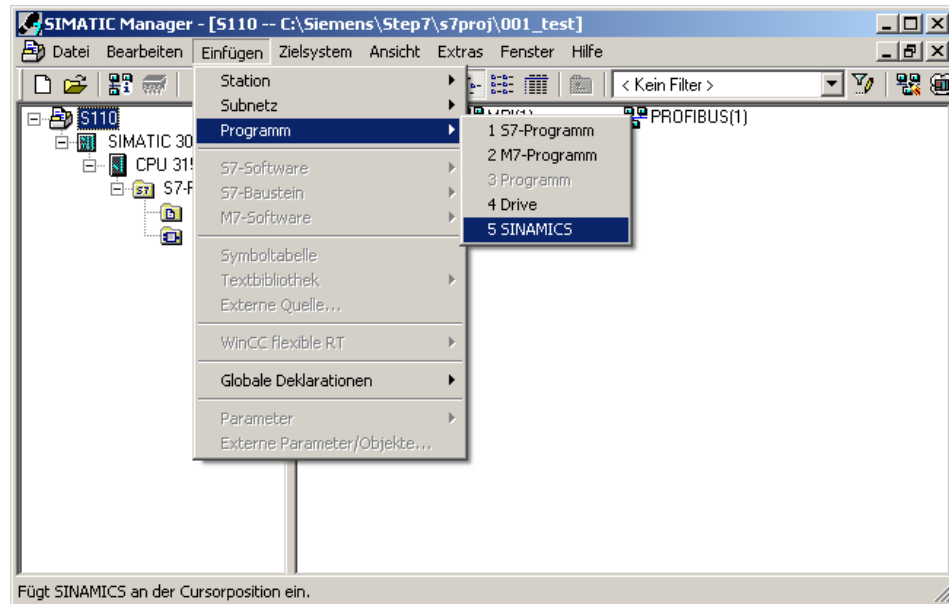 SIMATIC Manager - [S110 -- C:\Siemens\Step7\s7proj\001_test]
Datei Bearbeiten Einfügen Zielsystem Ansicht Extras Fenster Hilfe
< Kein Filter >
S110
SIMATIC 30
CPU 315
S7-P
Station
Subnetz
Programm
S7-Software
S7-Baustein
M7-Software
Symboltabelle
Textbibliothek
Externe Quelle...
WinCC flexible RT
Globale Deklarationen
Parameter
Externe Parameter/Objekte...
1 S7-Programm
2 M7-Programm
3 Programm
4 Drive
5 SINAMICS
MPI(1)
PROFIBUS(1)
Fügt SINAMICS an der Cursorposition ein.